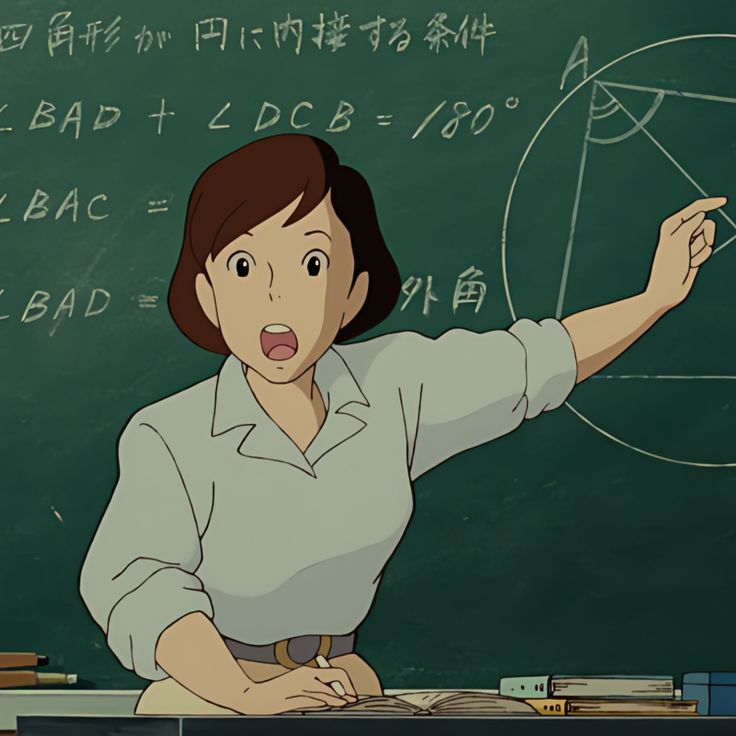 四角形が円に内接する条件
∠BAD + ∠DCB = 180°
∠BAC =
∠BAD = 外角
A